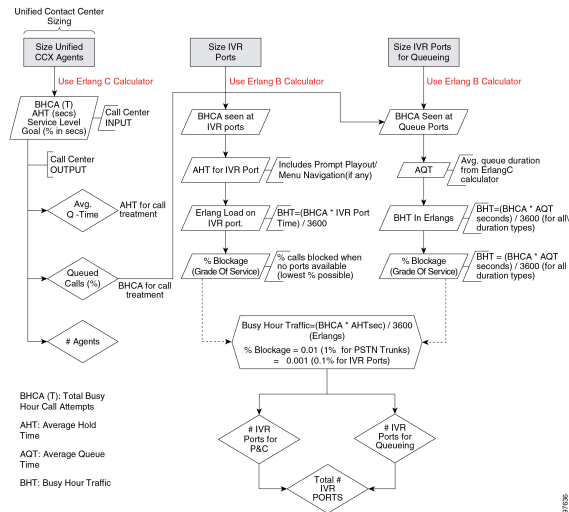 Unified Contact Center
Sizing
Size Unified
CCX Agents
Size IVR
Ports
Size IVR Ports
for Queueing
Use Erlang C Calculator
Use Erlang B Calculator
Use Erlang B Calculator
BHCA (T)
AHT (secs)
Service Level
Goal (% in secs)
Call Center
INPUT
BHCA seen at
IVR ports
BHCA Seen at
Queue Ports
Call Center
OUTPUT
AHT for IVR Port
Includes Prompt Playout/
Menu Navigation(if any)
AQT
Avg. queue duration
from ErlangC
calculator
Avg.
Q -Time
AHT for call
treatment
Erlang Load on
IVR port.
BHT=(BHCA * IVR Port
Time) / 3600
BHT In Erlangs
BHT=(BHCA * AQT
seconds) / 3600 (for all\
duration types)
Queued
Calls (%)
BHCA for call
treatment
% Blockage
(Grade Of Service)
% calls blocked when
no ports available
(lowest % possible)
% Blockage
(Grade Of Service)
BHT = (BHCA * AQT
seconds) / 3600 (for all
duration types)
# Agents
Busy Hour Traffic=(BHCA * AHTsec) / 3600
(Erlangs)
% Blockage = 0.01 (1% for PSTN Trunks)
= 0.001 (0.1% for IVR Ports)
BHCA (T): Total Busy
Hour Call Attempts
AHT: Average Hold
Time
AQT: Average Queue
Time
BHT: Busy Hour Traffic
# IVR
Ports for
P&C
# IVR
Ports for
Queueing
Total #
IVR
PORTS
97636